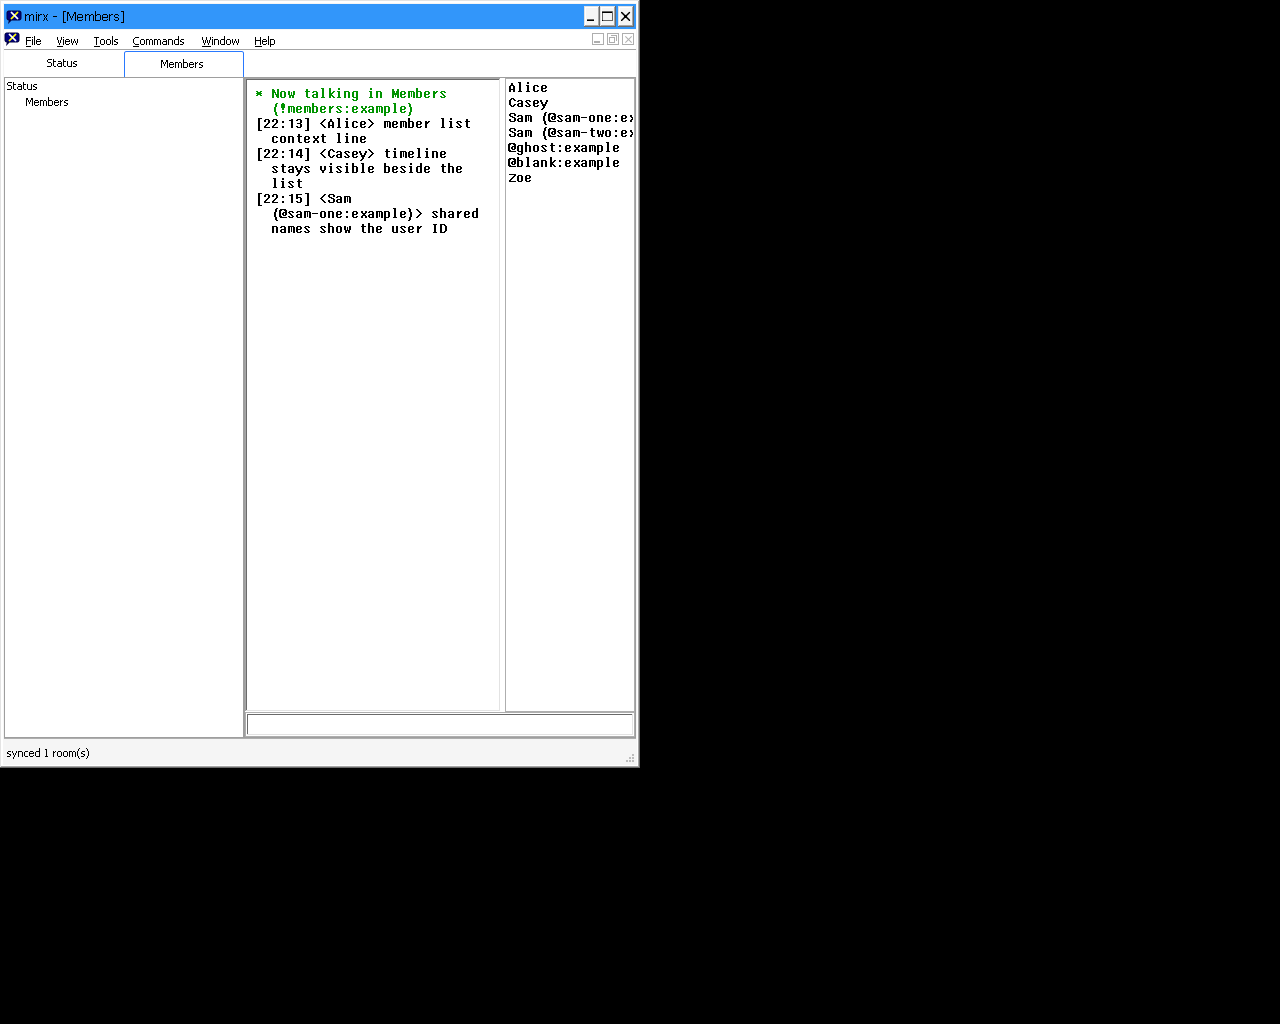 mirx - [Members]
File View Tools Commands Window Help
Status Members
Status
Members
* Now talking in Members
(!members:example)
[22:13] <Alice> member list
context line
[22:14] <Casey> timeline
stays visible beside the
list
[22:15] <Sam
(@sam-one:example)> shared
names show the user ID
Alice
Casey
Sam (@sam-one:ex
Sam (@sam-two:ex
@ghost:example
@blank:example
Zoe
synced 1 room(s)